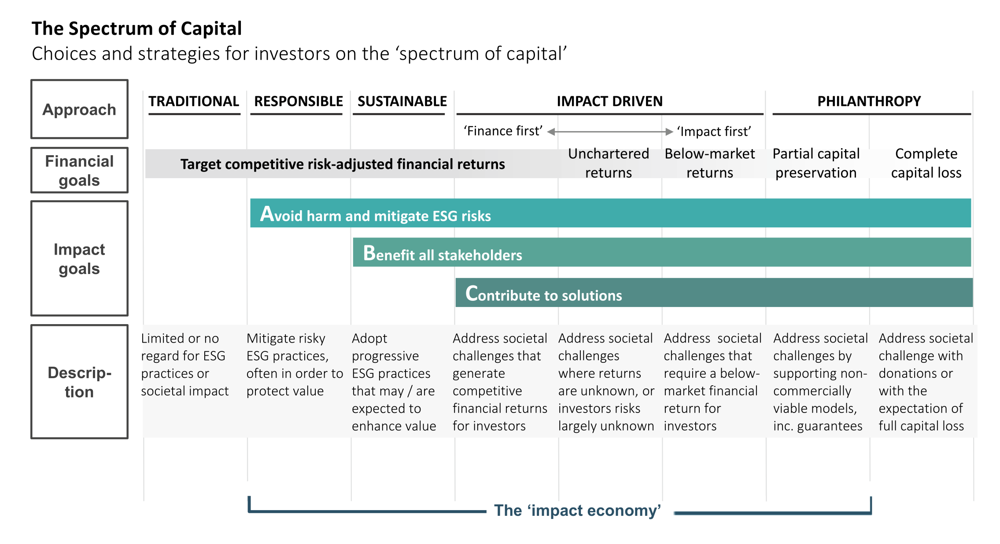 The Spectrum of Capital
Choices and strategies for investors on the ‘spectrum of capital’
Approach
TRADITIONAL
RESPONSIBLE
SUSTAINABLE
IMPACT DRIVEN
PHILANTHROPY
‘Finance first’
‘Impact first’
Financial
goals
Target competitive risk-adjusted financial returns
Unchartered
returns
Below-market
returns
Partial capital
preservation
Complete
capital loss
Impact
goals
Avoid harm and mitigate ESG risks
Benefit all stakeholders
Contribute to solutions
Descrip-
tion
Limited or no
regard for ESG
practices or
societal impact
Mitigate risky
ESG practices,
often in order to
protect value
Adopt
progressive
ESG practices
that may / are
expected to
enhance value
Address societal
challenges that
generate
competitive
financial returns
for investors
Address societal
challenges
where returns
are unknown, or
investors risks
largely unknown
Address  societal
challenges that
require a below-
market financial
return for
investors
Address societal
challenges by
supporting non-
commercially
viable models,
inc. guarantees
Address societal
challenge with
donations or
with the
expectation of
full capital loss
The ‘impact economy’